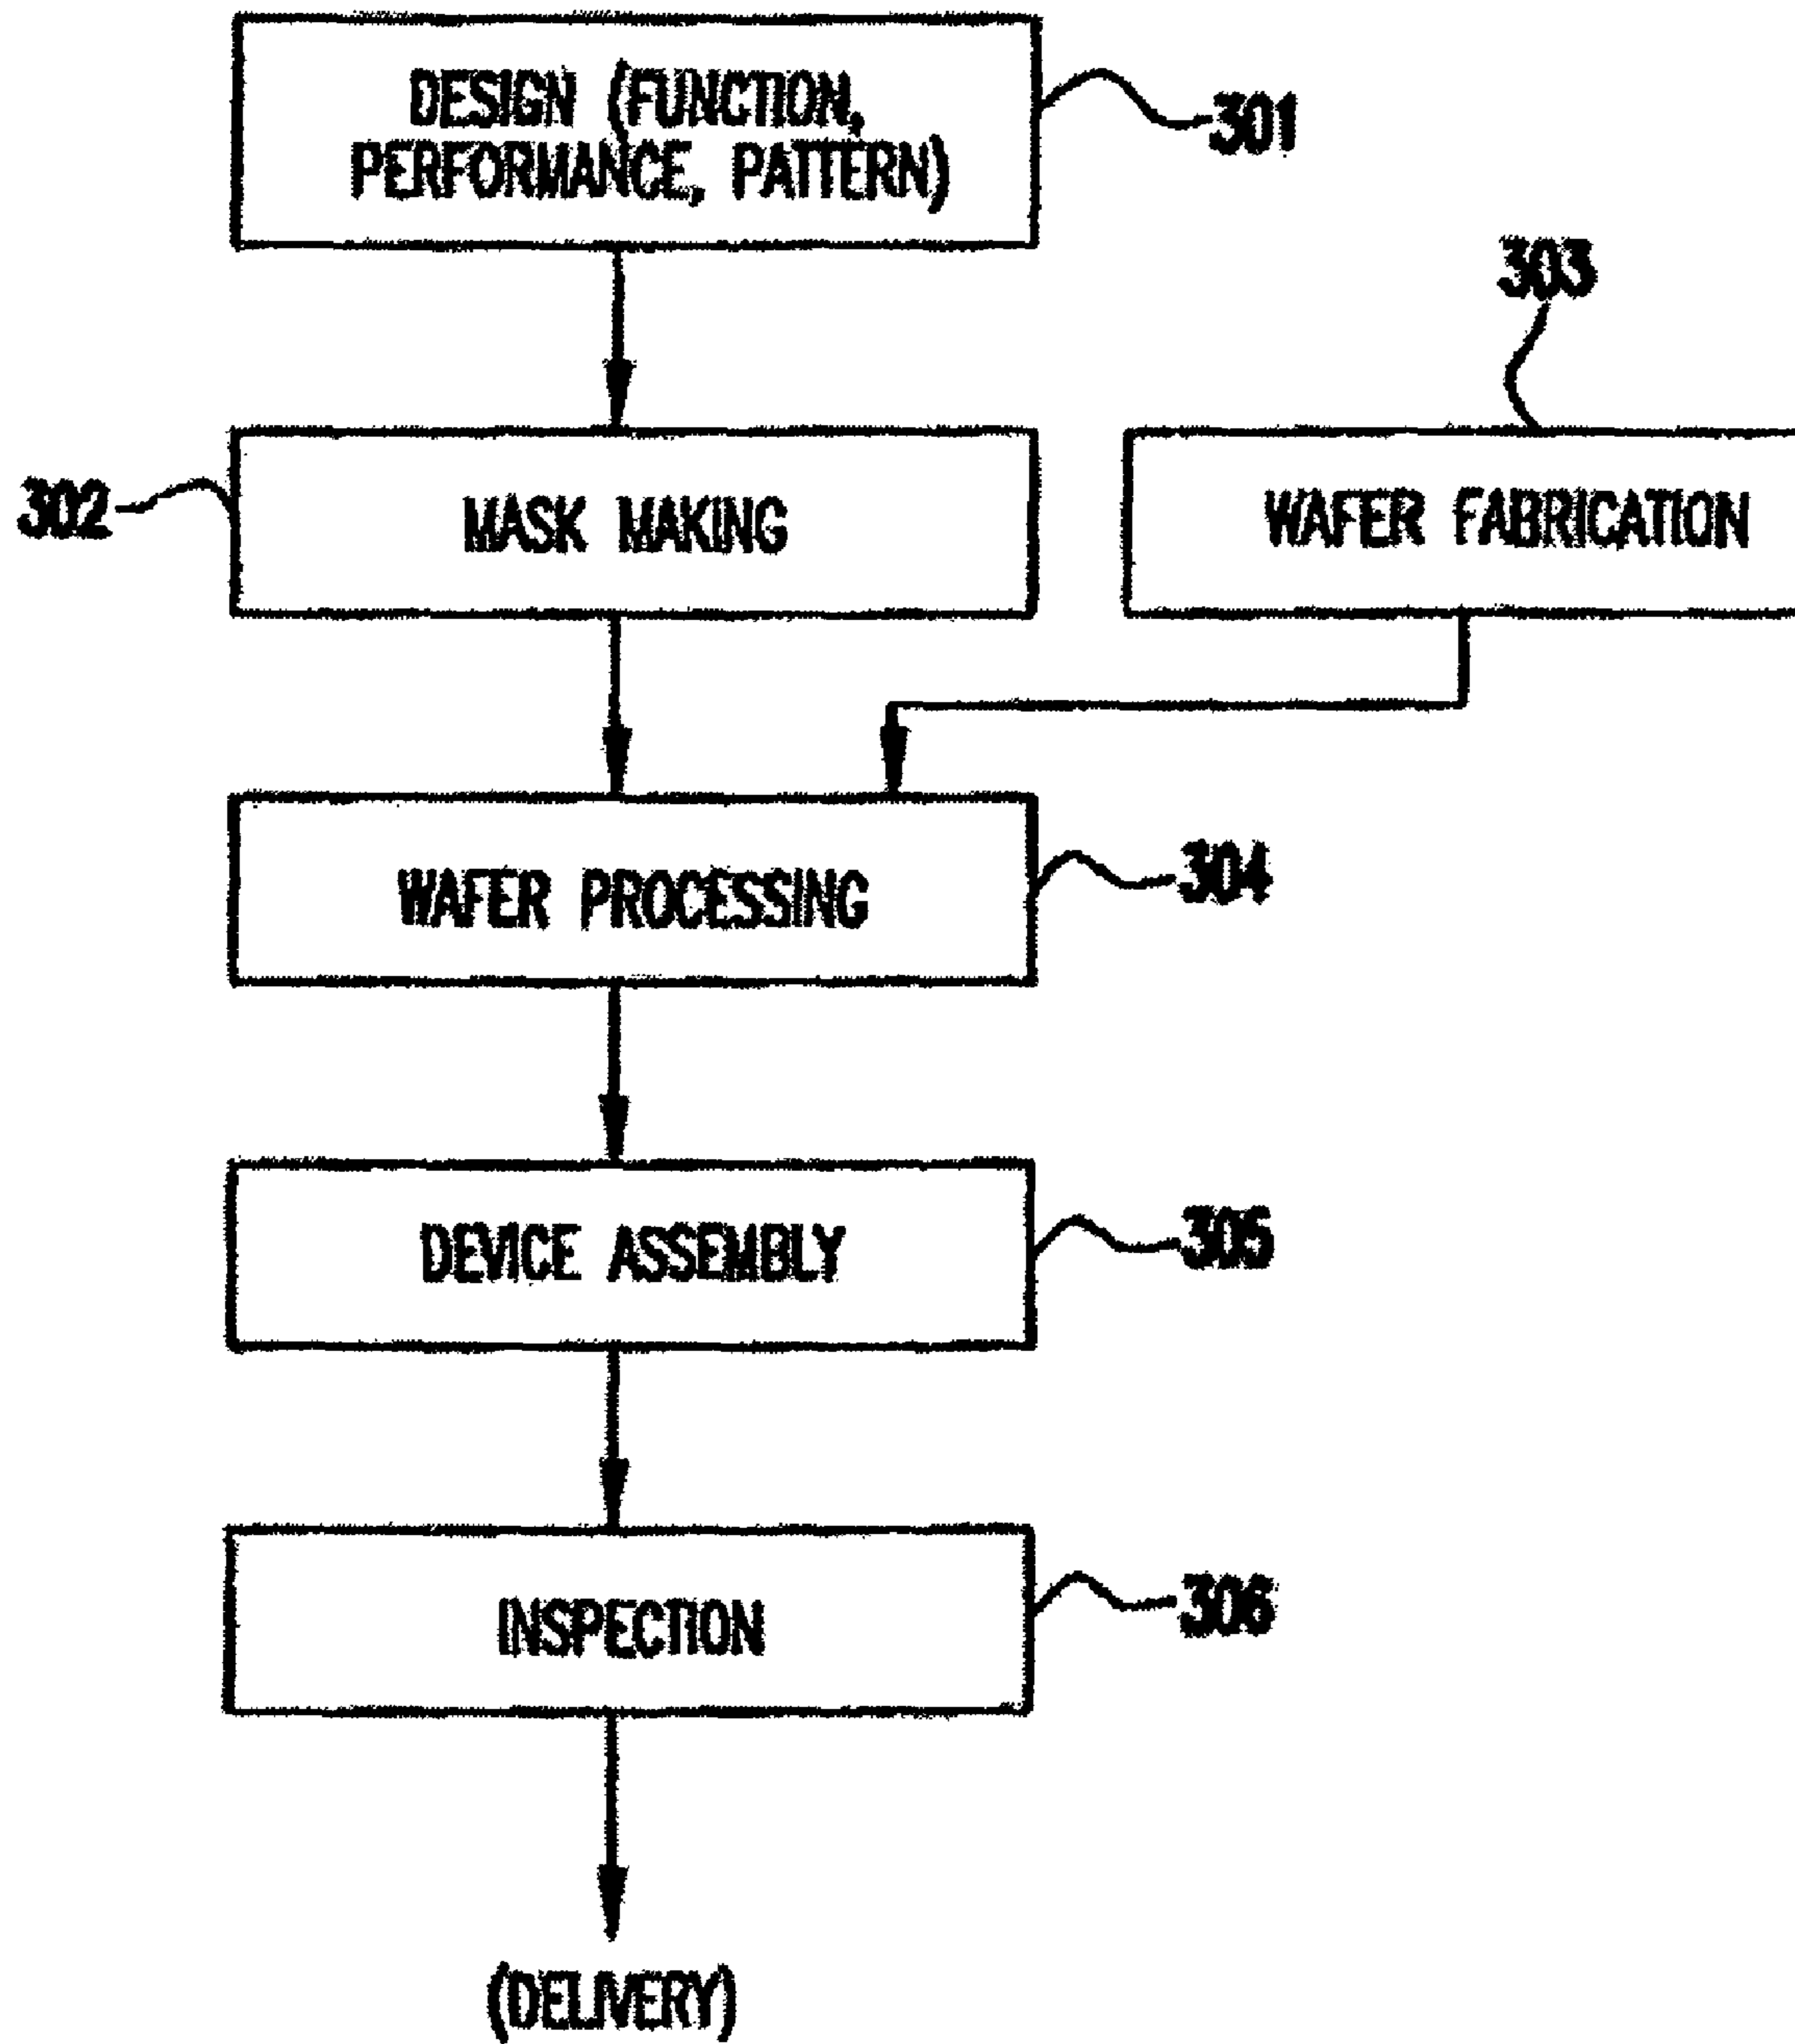 DESIGN (FUNCTION,
PERFORMANCE, PATTERN)
301
303
302
MASK MAKING
WAFER FABRICATION
WAFER PROCESSING
304
DEVICE ASSEMBLY
305
INSPECTION
306
(DELIVERY)